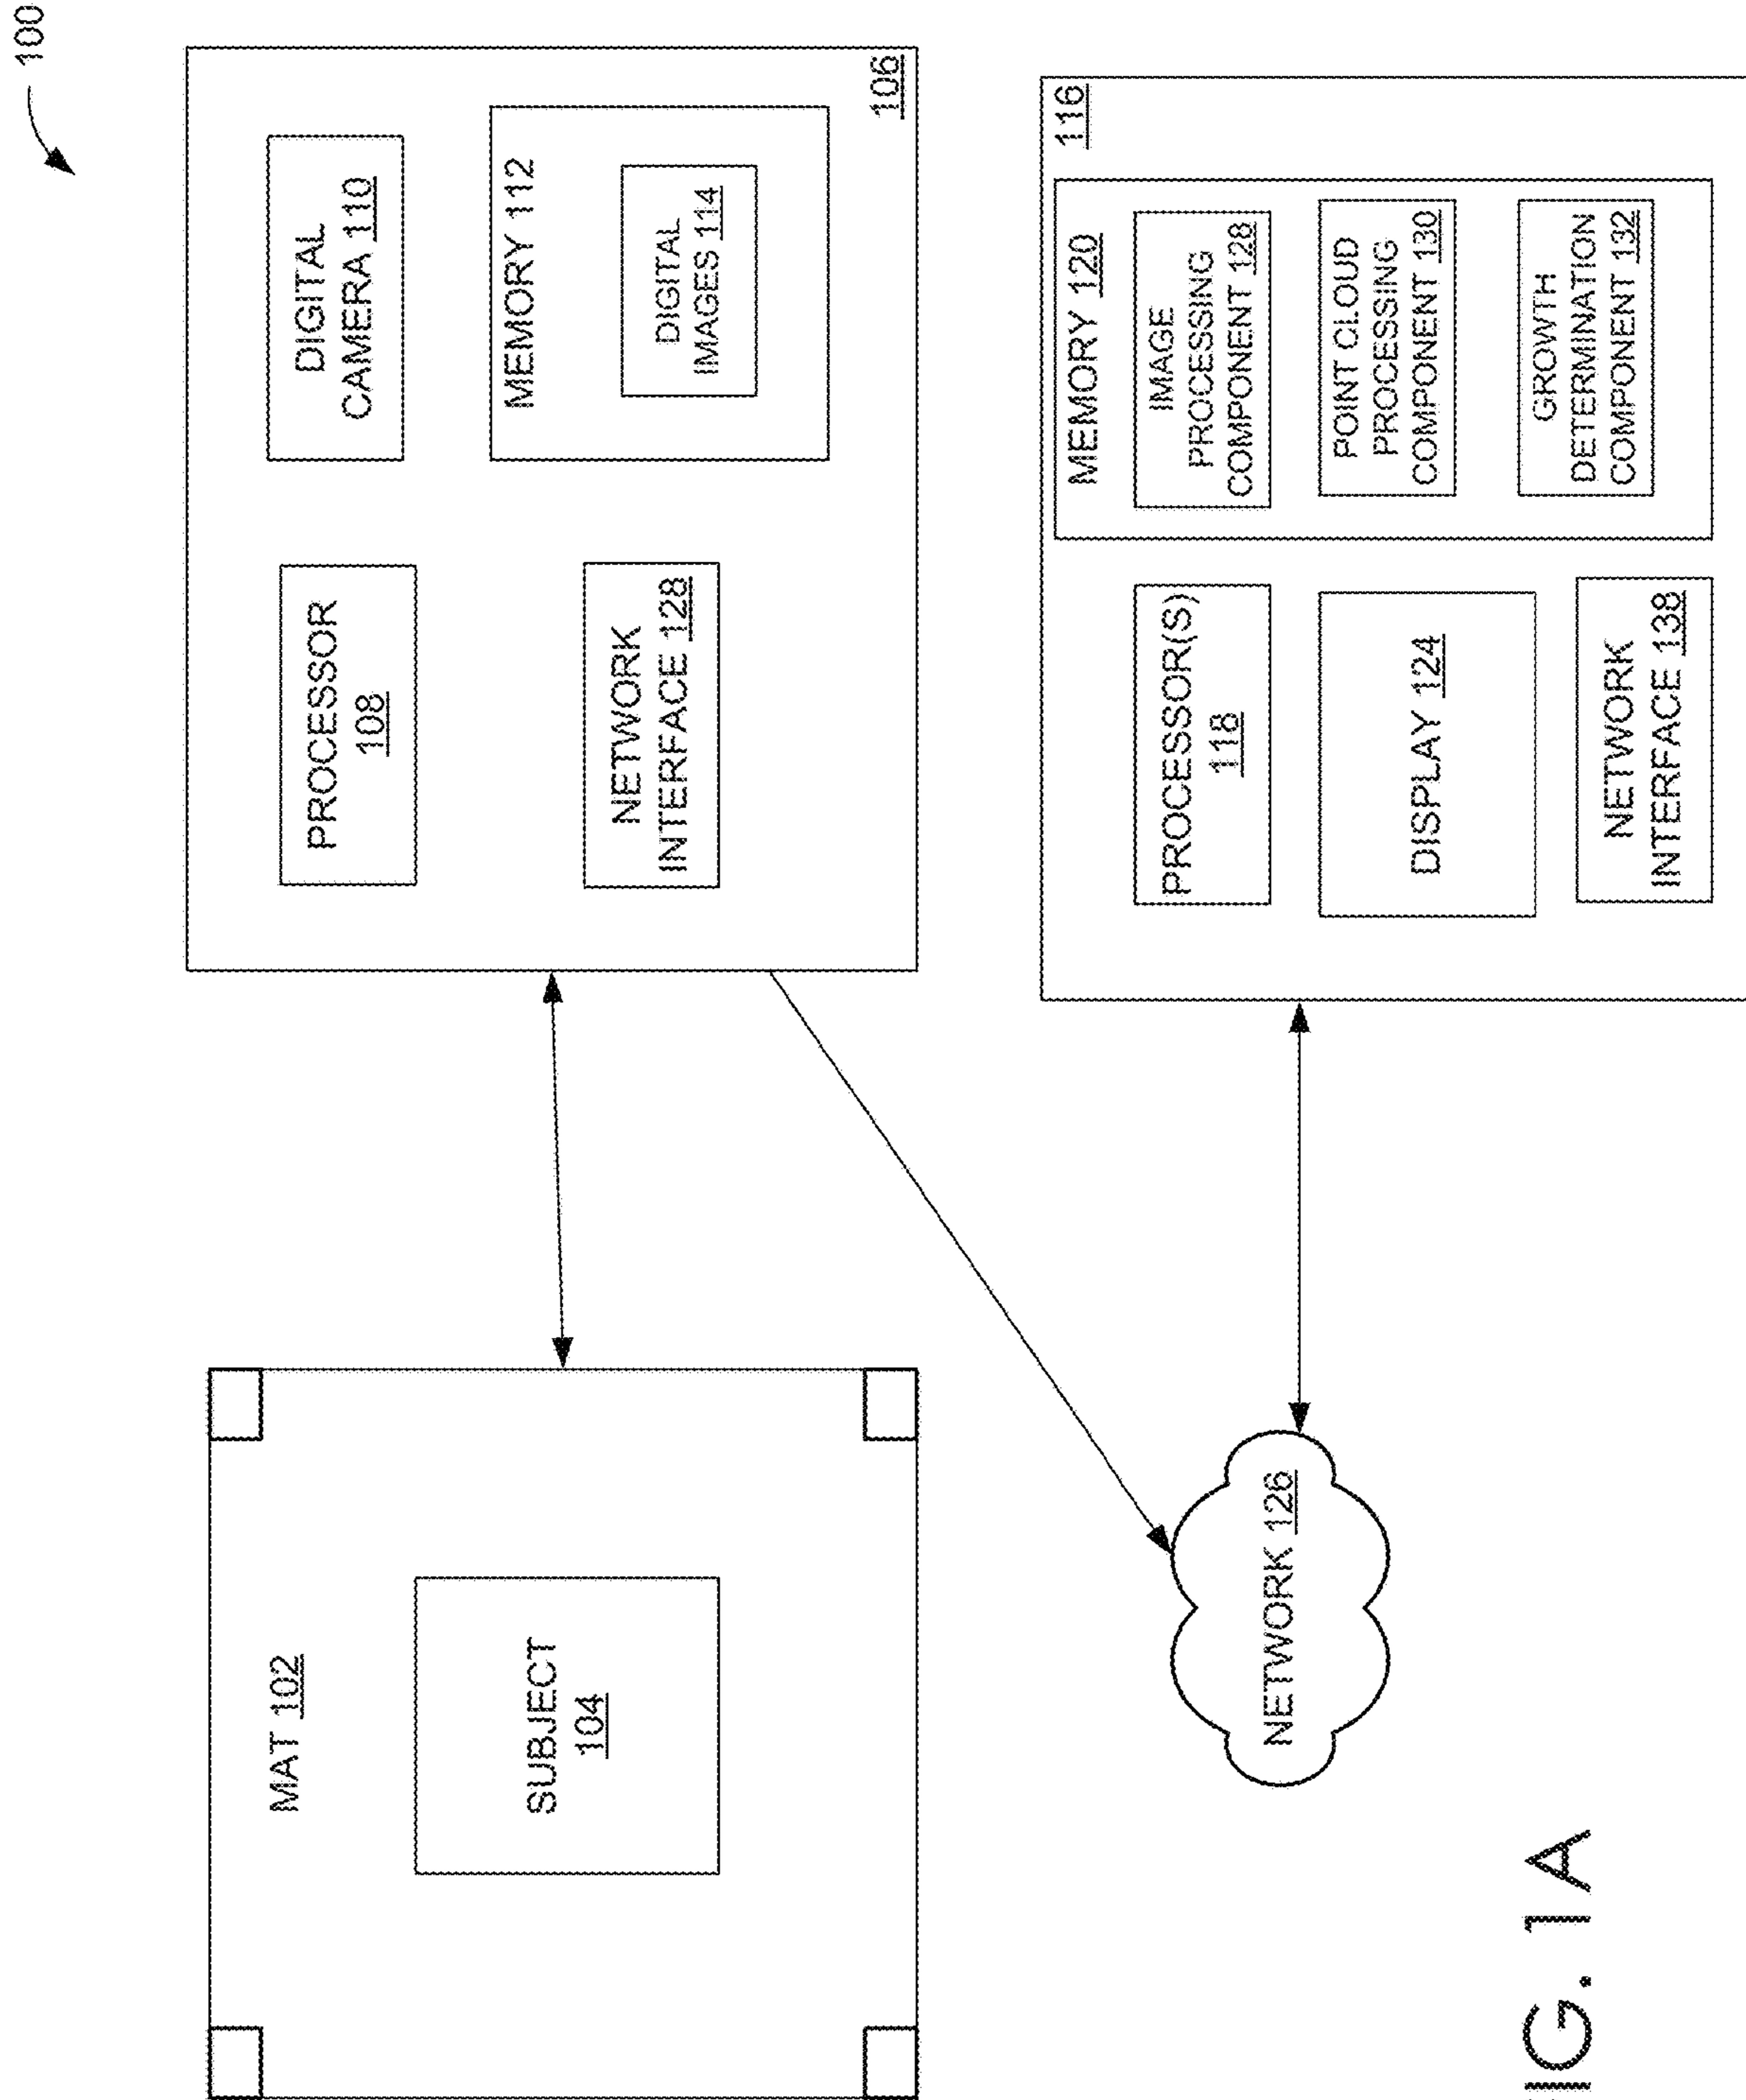 100
MAT 102
SUBJECT
104
PROCESSOR
108
DIGITAL
CAMERA 110
NETWORK
INTERFACE 128
MEMORY 112
DIGITAL
IMAGES 114
106
NETWORK 126
116
PROCESSOR(S)
118
DISPLAY 124
NETWORK
INTERFACE 138
MEMORY 120
IMAGE
PROCESSING
COMPONENT 128
POINT CLOUD
PROCESSING
COMPONENT 130
GROWTH
DETERMINATION
COMPONENT 132
IG. 1A